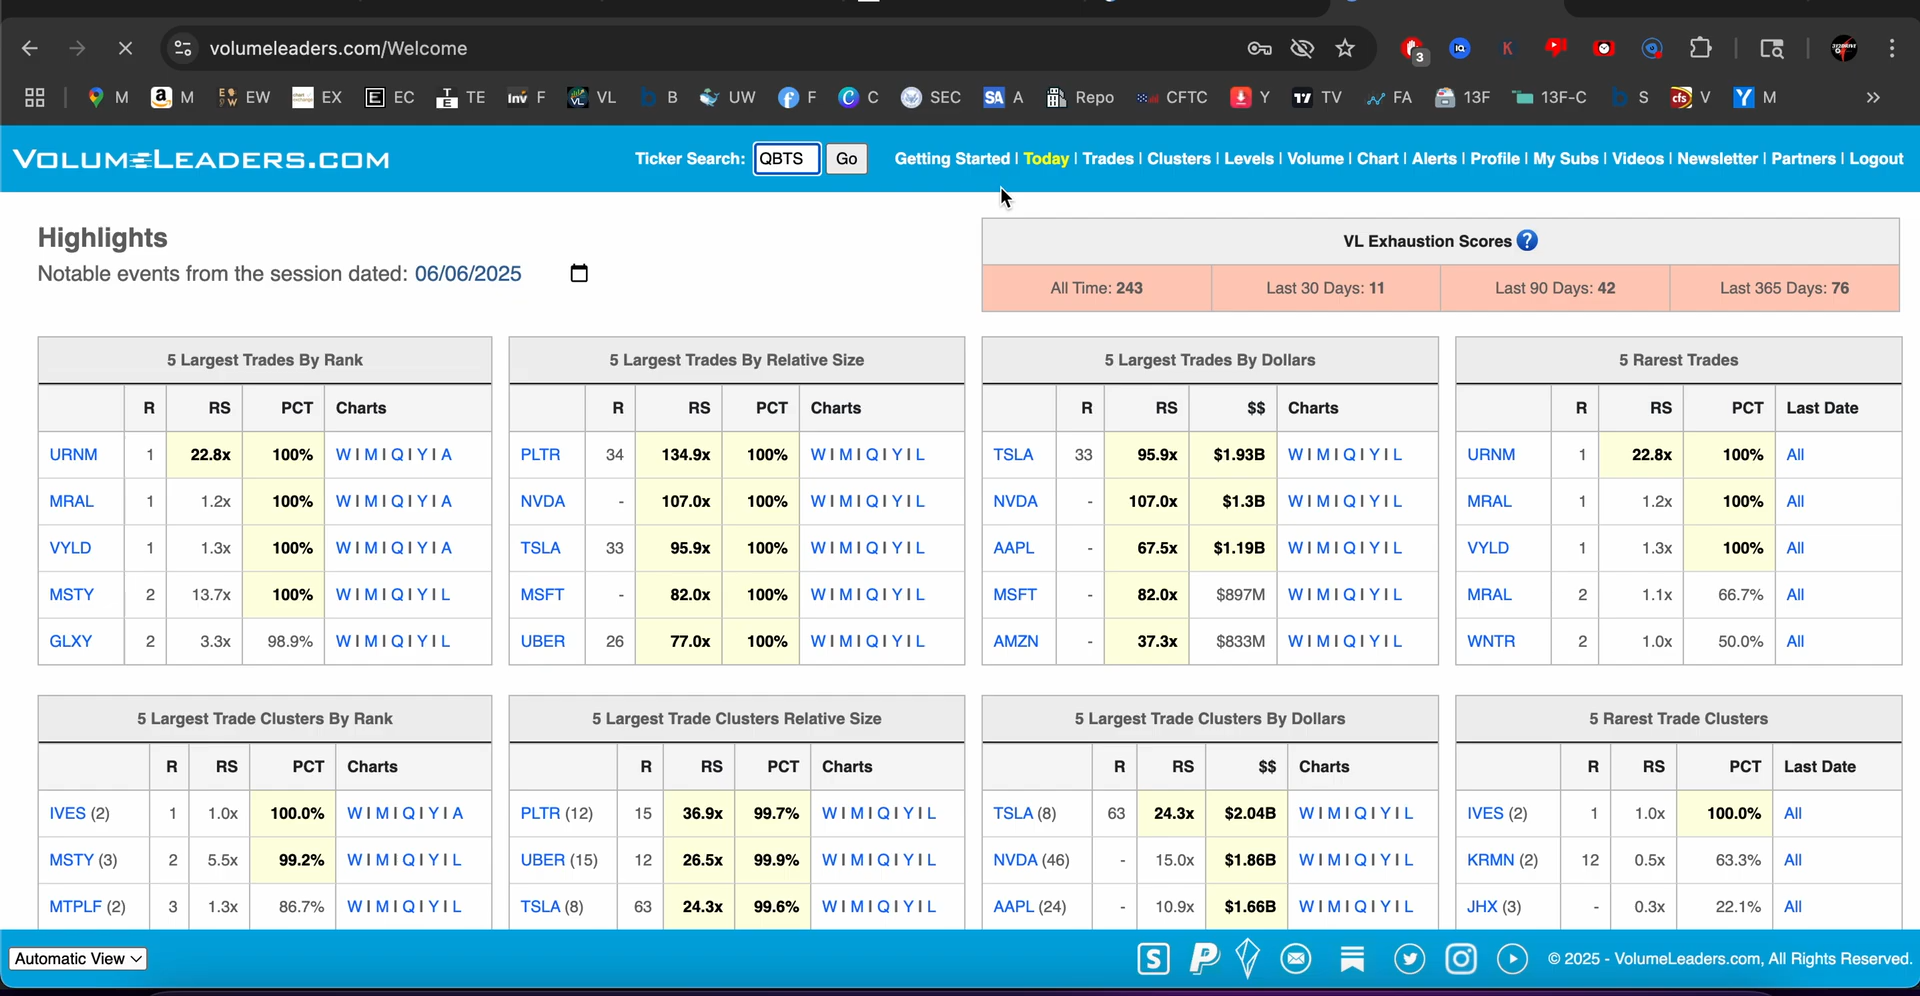 volumeleaders.com/Welcome
3
M
M
EW
EX
EC
TE
Inv F
VL
B
UW
F
C
SEC
SA A
Repo
CFTC
Y
TV
FA
13F
13F-C
S
cfs V
M
VOLUMELEADERS.COM
Ticker Search: QBTS Go
Getting Started | Today | Trades | Clusters | Levels | Volume | Chart | Alerts | Profile | My Subs | Videos | Newsletter | Partners | Logout
Highlights
Notable events from the session dated: 06/06/2025
VL Exhaustion Scores ?
All Time: 243 Last 30 Days: 11 Last 90 Days: 42 Last 365 Days: 76
5 Largest Trades By Rank
R RS PCT Charts
URNM 1 22.8x 100% W | M | Q | Y | A
MRAL 1 1.2x 100% W | M | Q | Y | A
VYLD 1 1.3x 100% W | M | Q | Y | A
MSTY 2 13.7x 100% W | M | Q | Y | L
GLXY 2 3.3x 98.9% W | M | Q | Y | L
5 Largest Trades By Relative Size
R RS PCT Charts
PLTR 34 134.9x 100% W | M | Q | Y | L
NVDA - 107.0x 100% W | M | Q | Y | L
TSLA 33 95.9x 100% W | M | Q | Y | L
MSFT - 82.0x 100% W | M | Q | Y | L
UBER 26 77.0x 100% W | M | Q | Y | L
5 Largest Trades By Dollars
R RS $$ Charts
TSLA 33 95.9x $1.93B W | M | Q | Y | L
NVDA - 107.0x $1.3B W | M | Q | Y | L
AAPL - 67.5x $1.19B W | M | Q | Y | L
MSFT - 82.0x $897M W | M | Q | Y | L
AMZN - 37.3x $833M W | M | Q | Y | L
5 Rarest Trades
R RS PCT Last Date
URNM 1 22.8x 100% All
MRAL 1 1.2x 100% All
VYLD 1 1.3x 100% All
MRAL 2 1.1x 66.7% All
WNTR 2 1.0x 50.0% All
5 Largest Trade Clusters By Rank
R RS PCT Charts
IVES (2) 1 1.0x 100.0% W | M | Q | Y | A
MSTY (3) 2 5.5x 99.2% W | M | Q | Y | L
MTPLF (2) 3 1.3x 86.7% W | M | Q | Y | L
5 Largest Trade Clusters Relative Size
R RS PCT Charts
PLTR (12) 15 36.9x 99.7% W | M | Q | Y | L
UBER (15) 12 26.5x 99.9% W | M | Q | Y | L
TSLA (8) 63 24.3x 99.6% W | M | Q | Y | L
5 Largest Trade Clusters By Dollars
R RS $$ Charts
TSLA (8) 63 24.3x $2.04B W | M | Q | Y | L
NVDA (46) - 15.0x $1.86B W | M | Q | Y | L
AAPL (24) - 10.9x $1.66B W | M | Q | Y | L
5 Rarest Trade Clusters
R RS PCT Last Date
IVES (2) 1 1.0x 100.0% All
KRMN (2) 12 0.5x 63.3% All
JHX (3) - 0.3x 22.1% All
Automatic View
© 2025 - VolumeLeaders.com, All Rights Reserved.